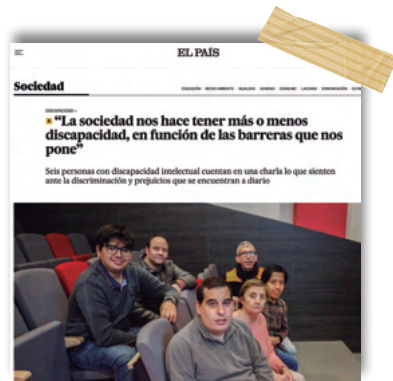 EL PAÍS
Sociedad
EDUCACIÓN MEDIO AMBIENTE IGUALDAD SANIDAD CONSUMO LAICISMO COMUNICACIÓN
DISCAPACIDAD
“La sociedad nos hace tener más o menos
discapacidad, en función de las barreras que nos
pone”
Seis personas con discapacidad intelectual cuentan en una charla lo que sienten
ante la discriminación y prejuicios que se encuentran a diario